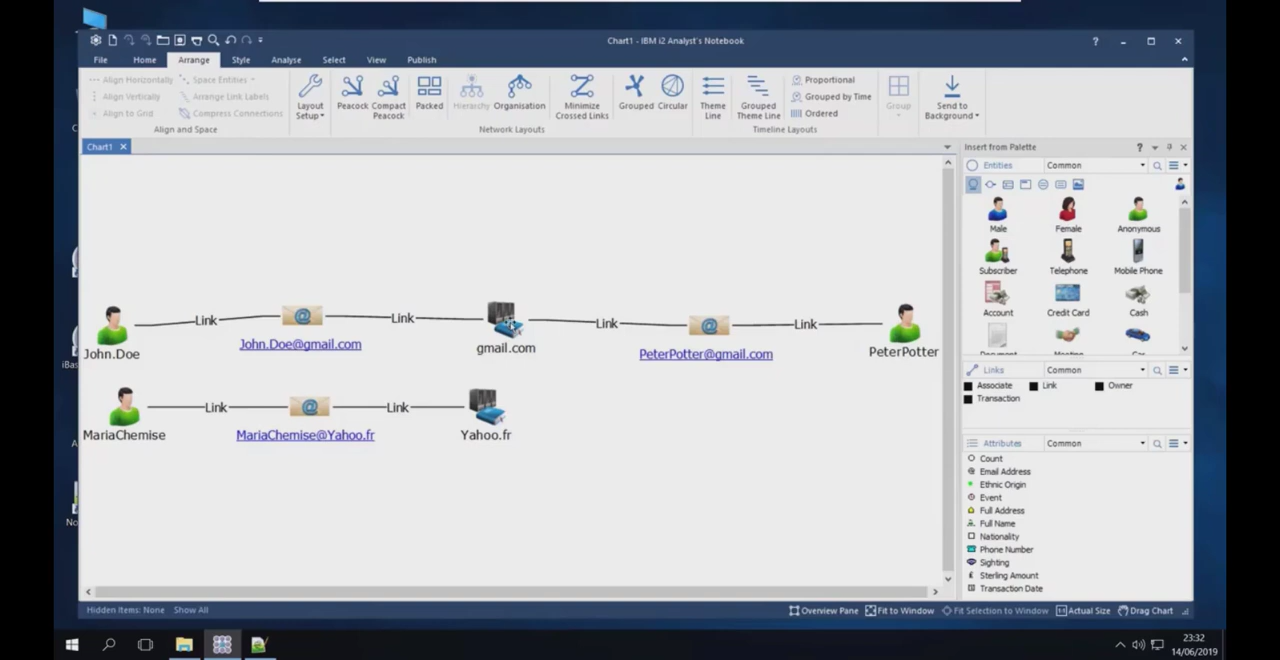 Chart1 - IBM i2 Analyst's Notebook
File Home Arrange Style Analyse Select View Publish
Align Horizontally Space Entities
Align Vertically Arrange Link Labels
Align to Grid Compress Connections
Align and Space
Layout Setup
Peacock Compact Peacock Packed Hierarchy Organisation Minimize Crossed Links Grouped Circular
Network Layouts
Theme Line Grouped Theme Line
Proportional
Grouped by Time
Ordered
Timeline Layouts
Group
Send to Background
Chart1
Insert from Palette
Entities Common
Male Female Anonymous
Subscriber Telephone Mobile Phone
Account Credit Card Cash
Document Meeting Car
Link Link Link Link
John.Doe John.Doe@gmail.com gmail.com PeterPotter@gmail.com PeterPotter
Link Link
MariaChemise MariaChemise@Yahoo.fr Yahoo.fr
Links Common
Associate Link Owner
Transaction
Attributes Common
Count
Email Address
Ethnic Origin
Event
Full Address
Full Name
Nationality
Phone Number
Sighting
Sterling Amount
Transaction Date
Hidden Items: None Show All
Overview Pane Fit to Window Fit Selection to Window Actual Size Drag Chart
23:32
14/06/2019